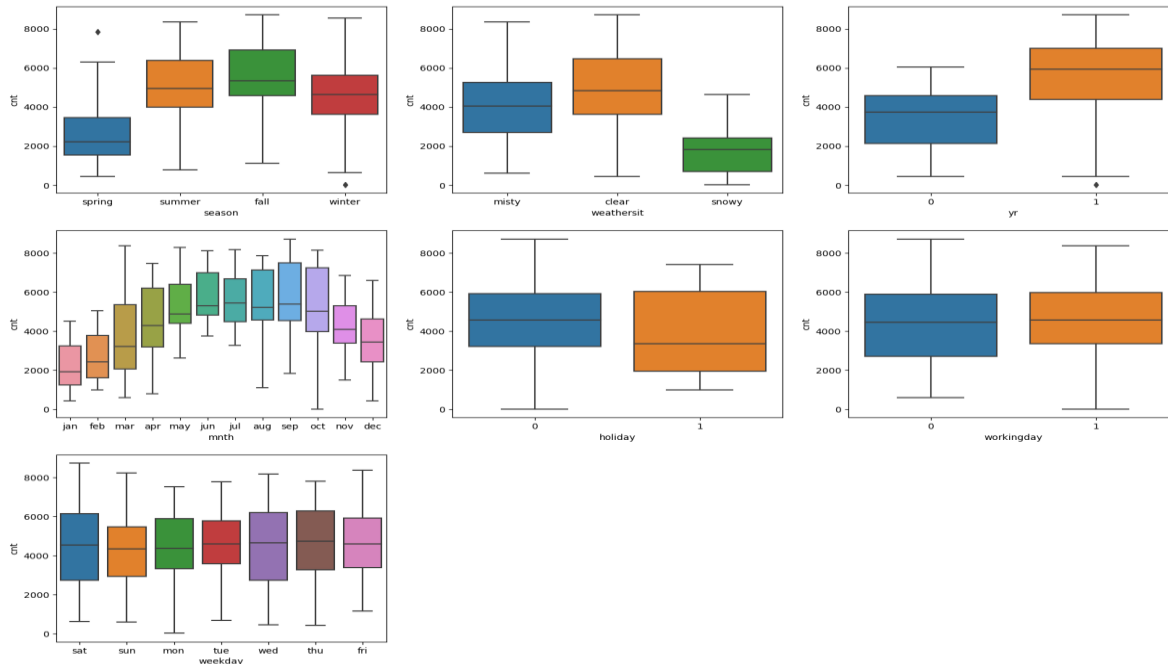 8000
6000
4000
2000
0
cnt
spring summer fall winter
season
8000
6000
4000
2000
0
cnt
misty clear snowy
weathersit
8000
6000
4000
2000
0
cnt
0 1
yr
8000
6000
4000
2000
0
cnt
jan feb mar apr may jun jul aug sep oct nov dec
mnth
8000
6000
4000
2000
0
cnt
0 1
holiday
8000
6000
4000
2000
0
cnt
0 1
workingday
8000
6000
4000
2000
0
cnt
sat sun mon tue wed thu fri
weekday